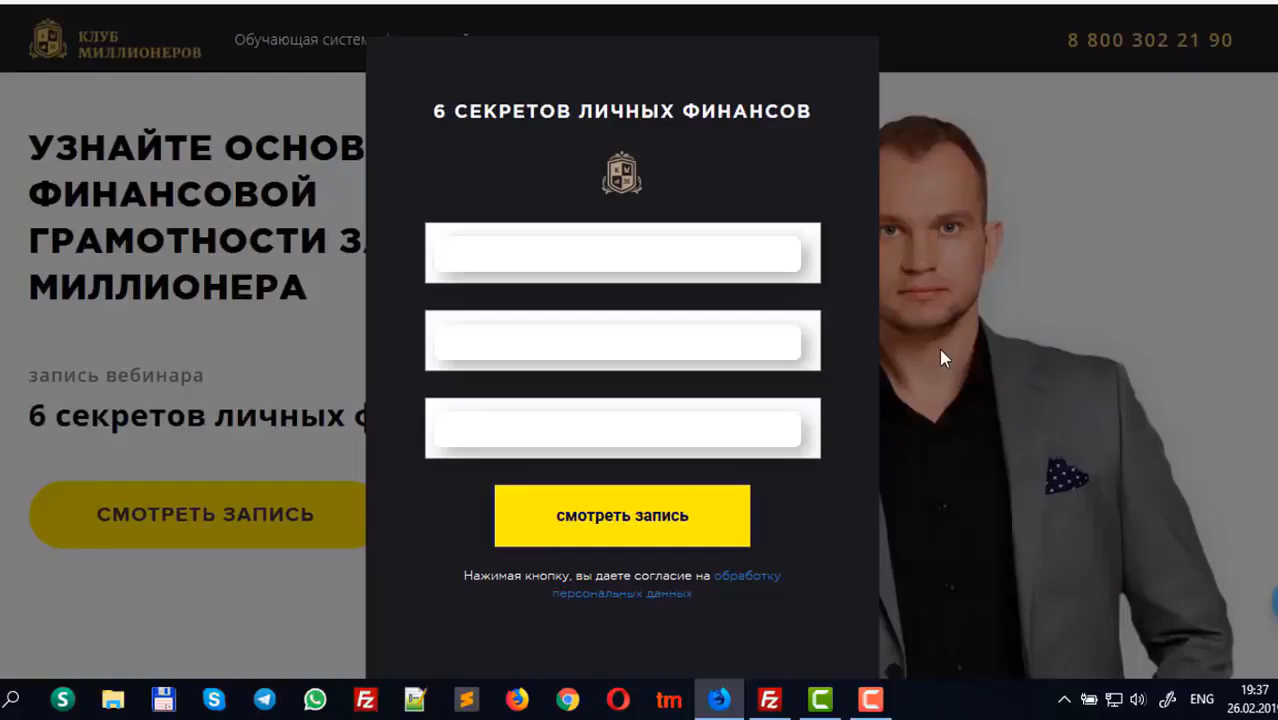 КЛУБ
МИЛЛИОНЕРОВ
Обучающая
8 800 302 21 90
УЗНАЙТЕ ОСНОВ
ФИНАНСОВОЙ
ГРАМОТНОСТИ З
МИЛЛИОНЕРА
запись вебинара
6 секретов личных ф
СМОТРЕТЬ ЗАПИСЬ
6 СЕКРЕТОВ ЛИЧНЫХ ФИНАНСОВ
смотреть запись
Нажимая кнопку, вы даете согласие на обработку
персональных данных
tm
ENG
19:37
26.02.201